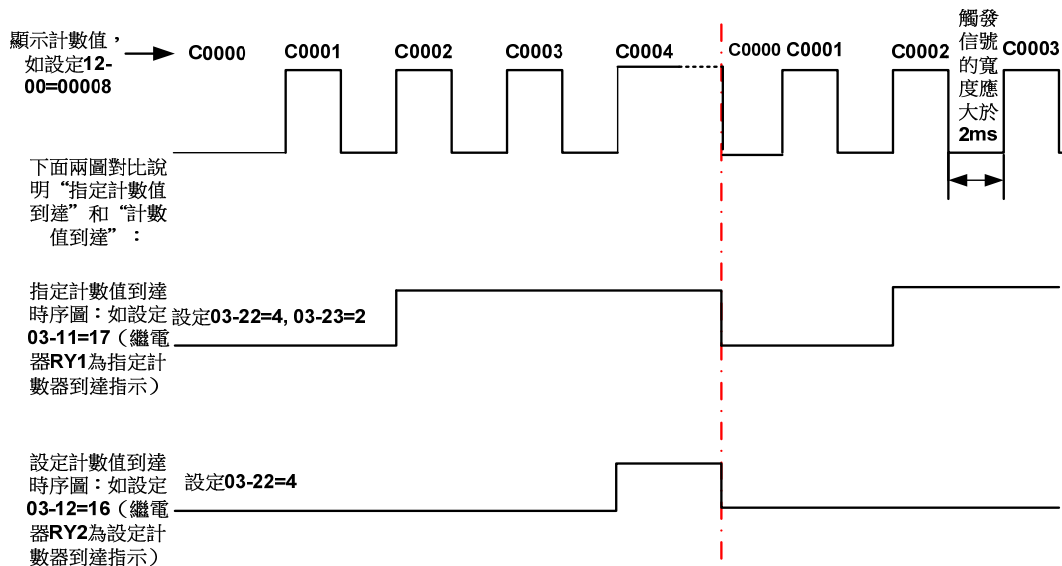 顯示計數值，
如設定12-
00=00008
C0000
C0001
C0002
C0003
C0004
C0000
C0001
C0002
C0003
觸發
信號
的寬
度應
大於
2ms
下面兩圖對比說
明“指定計數值
到達”和“計數
值到達”：
指定計數值到達
時序圖：如設定
03-11=17（繼電
器RY1為指定計
數器到達指示）
設定03-22=4, 03-23=2
設定計數值到達
時序圖：如設定
03-12=16（繼電
器RY2為設定計
數器到達指示）
設定03-22=4